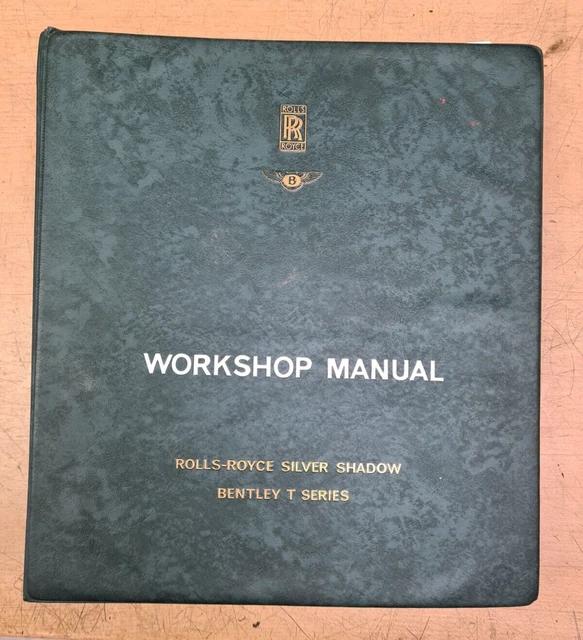 ROLLS
RR
ROYCE
B
WORKSHOP MANUAL
ROLLS-ROYCE SILVER SHADOW
BENTLEY T SERIES